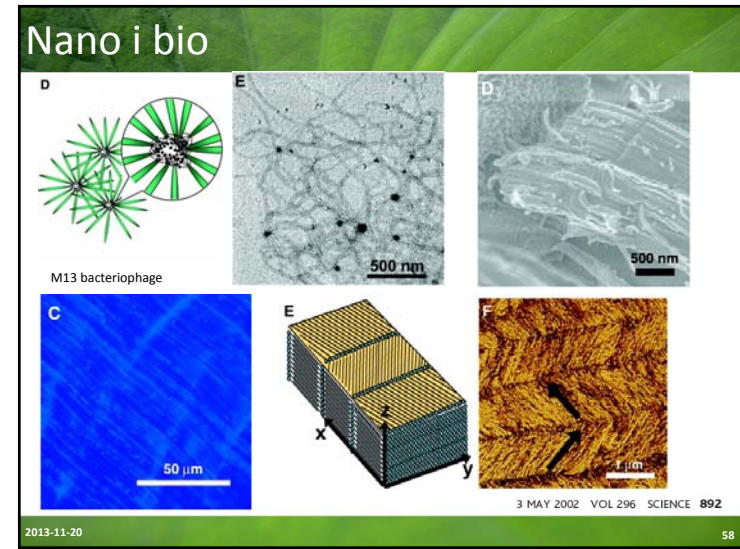 Nano i bio
D
E
D
500 nm
500 nm
M13 bacteriophage
C
E
F
z
x
y
50 μm
1 μm
3 MAY 2002 VOL 296 SCIENCE 892
2013-11-20
58